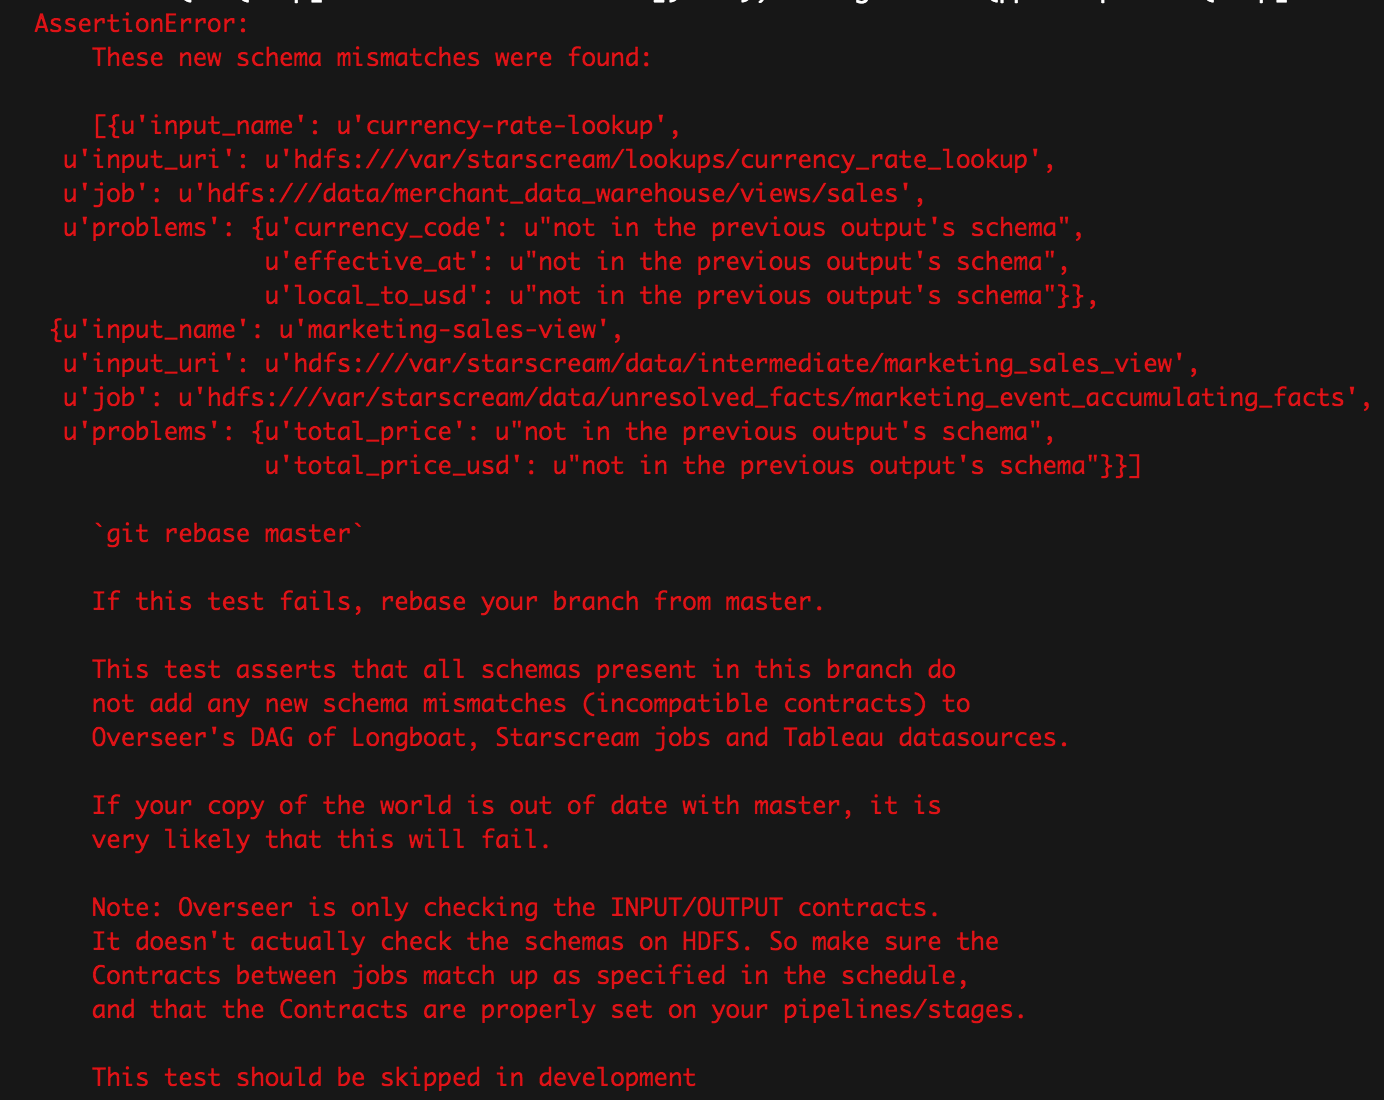 AssertionError:
These new schema mismatches were found:
[{u'input_name': u'currency-rate-lookup',
u'input_uri': u'hdfs:///var/starscream/lookups/currency_rate_lookup',
u'job': u'hdfs:///data/merchant_data_warehouse/views/sales',
u'problems': {u'currency_code': u"not in the previous output's schema",
u'effective_at': u"not in the previous output's schema",
u'local_to_usd': u"not in the previous output's schema"}},
{u'input_name': u'marketing-sales-view',
u'input_uri': u'hdfs:///var/starscream/data/intermediate/marketing_sales_view',
u'job': u'hdfs:///var/starscream/data/unresolved_facts/marketing_event_accumulating_facts',
u'problems': {u'total_price': u"not in the previous output's schema",
u'total_price_usd': u"not in the previous output's schema"}}]
`git rebase master`
If this test fails, rebase your branch from master.
This test asserts that all schemas present in this branch do
not add any new schema mismatches (incompatible contracts) to
Overseer's DAG of Longboat, Starscream jobs and Tableau datasources.
If your copy of the world is out of date with master, it is
very likely that this will fail.
Note: Overseer is only checking the INPUT/OUTPUT contracts.
It doesn't actually check the schemas on HDFS. So make sure the
Contracts between jobs match up as specified in the schedule,
and that the Contracts are properly set on your pipelines/stages.
This test should be skipped in development